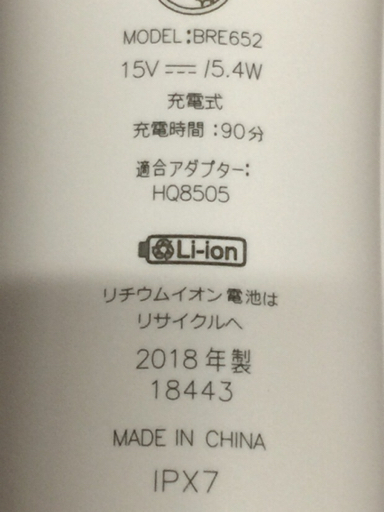 MODEL:BRE652
15V⎓/5.4W
充電式
充電時間:90分
適合アダプター:
HQ8505
Li-ion
リチウムイオン電池は
リサイクルへ
2018年製
18443
MADE IN CHINA
IPX7